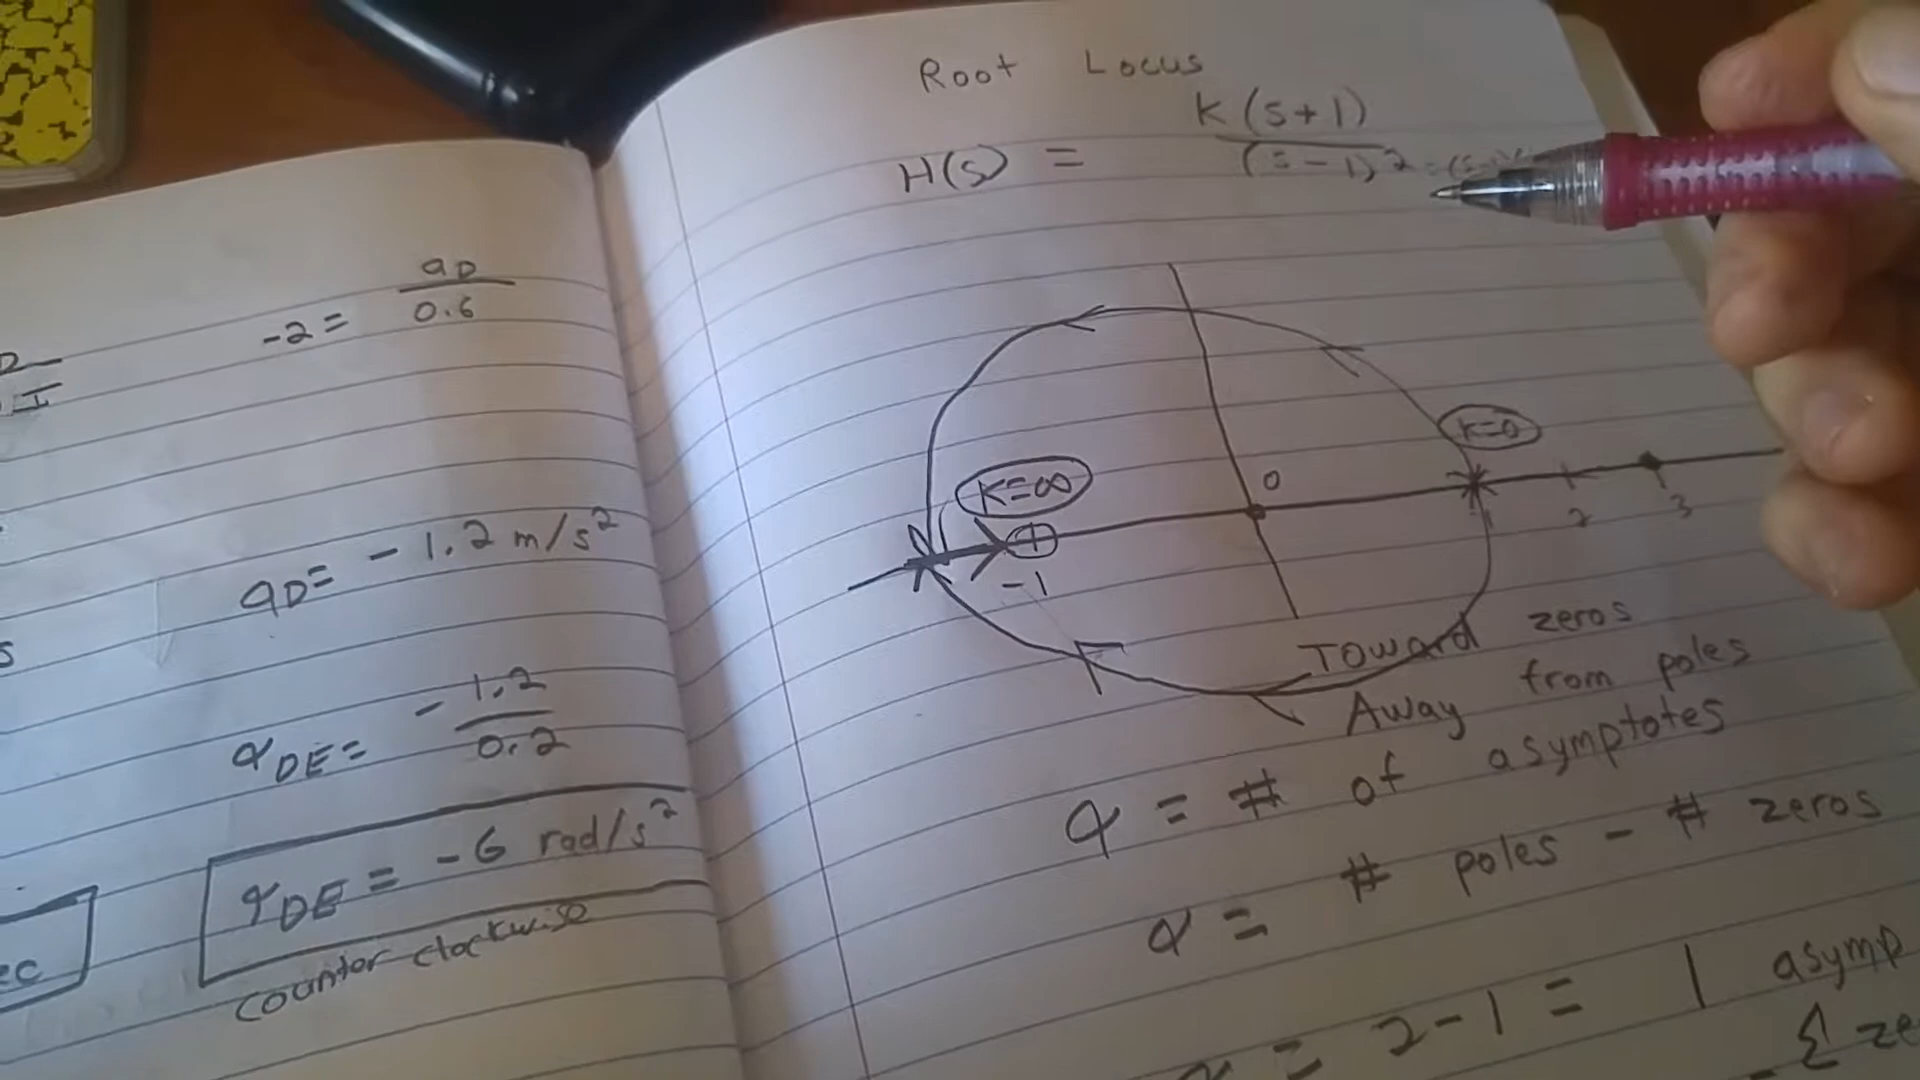 -2 = aD
0.6
aD = -1.2 m/s²
αDE = - 1.2
0.2
αDE = -6 rad/s²
Counter clockwise
Root Locus
H(s) = K(s+1)
(s-1)²
K=0
0
K=∞
-1
1
2
3
Toward zeros
Away from poles
α = # of asymptotes
α = # poles - # zeros
α = 2-1 = 1 asymp